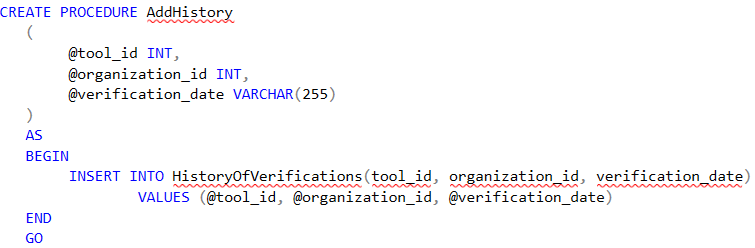 CREATE PROCEDURE AddHistory
(
@tool_id INT,
@organization_id INT,
@verification_date VARCHAR(255)
)
AS
BEGIN
INSERT INTO HistoryOfVerifications(tool_id, organization_id, verification_date)
VALUES (@tool_id, @organization_id, @verification_date)
END
GO